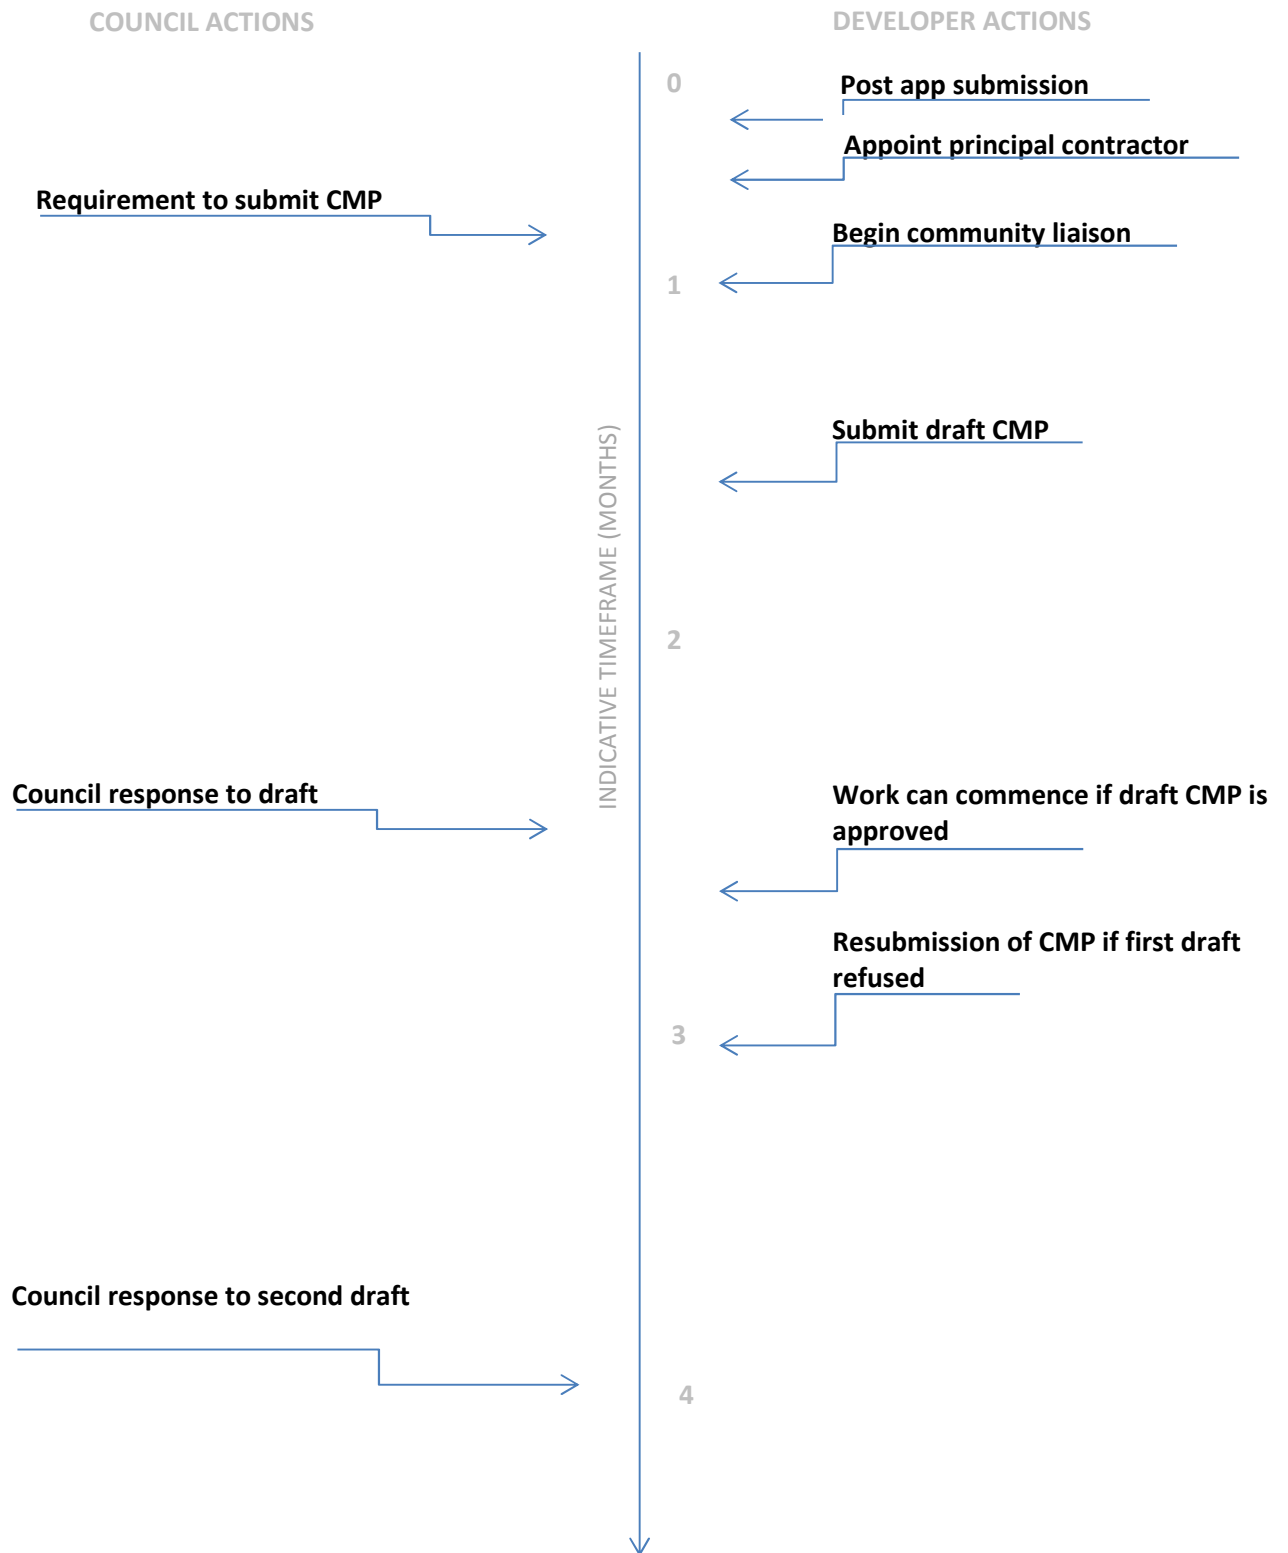 COUNCIL ACTIONS
DEVELOPER ACTIONS
0
Post app submission
Appoint principal contractor
Requirement to submit CMP
Begin community liaison
1
Submit draft CMP
INDICATIVE TIMEFRAME (MONTHS)
2
Council response to draft
Work can commence if draft CMP is
approved
Resubmission of CMP if first draft
refused
3
Council response to second draft
4